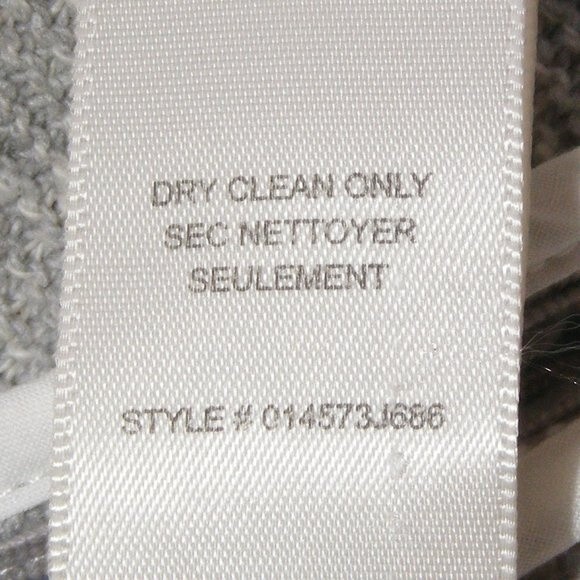 DRY CLEAN ONLY
SEC NETTOYER
SEULEMENT
STYLE # 014573J686